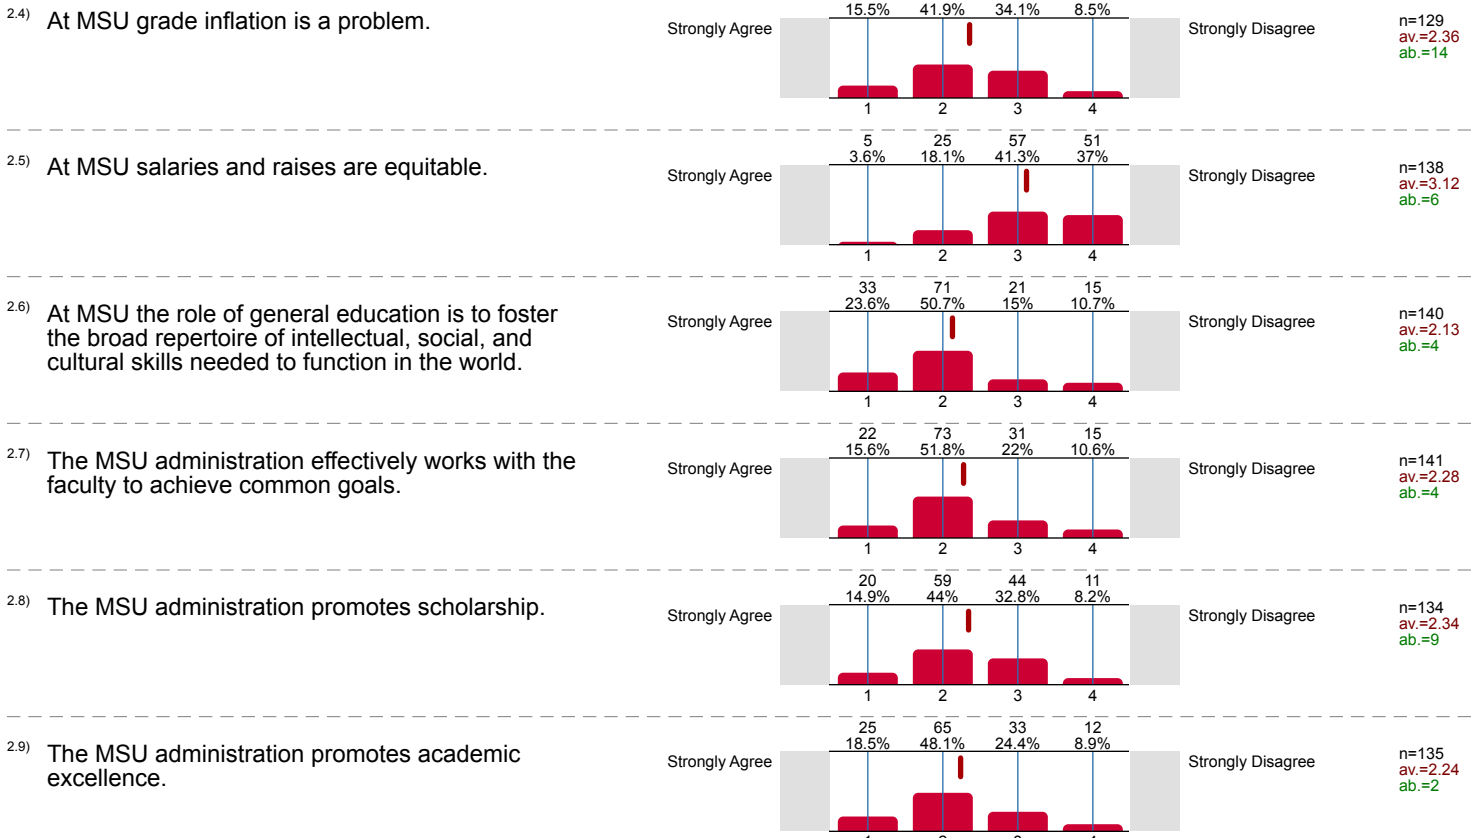 15.5% 41.9% 34.1% 8.5%
2.4) At MSU grade inflation is a problem.
Strongly Agree Strongly Disagree
n=129
av.=2.36
ab.=14
1 2 3 4
5 25 57 51
3.6% 18.1% 41.3% 37%
2.5) At MSU salaries and raises are equitable.
Strongly Agree Strongly Disagree
n=138
av.=3.12
ab.=6
1 2 3 4
33 71 21 15
23.6% 50.7% 15% 10.7%
2.6) At MSU the role of general education is to foster
the broad repertoire of intellectual, social, and
cultural skills needed to function in the world.
Strongly Agree Strongly Disagree
n=140
av.=2.13
ab.=4
1 2 3 4
22 73 31 15
15.6% 51.8% 22% 10.6%
2.7) The MSU administration effectively works with the
faculty to achieve common goals.
Strongly Agree Strongly Disagree
n=141
av.=2.28
ab.=4
1 2 3 4
20 59 44 11
14.9% 44% 32.8% 8.2%
2.8) The MSU administration promotes scholarship.
Strongly Agree Strongly Disagree
n=134
av.=2.34
ab.=9
1 2 3 4
25 65 33 12
18.5% 48.1% 24.4% 8.9%
2.9) The MSU administration promotes academic
excellence.
Strongly Agree Strongly Disagree
n=135
av.=2.24
ab.=2